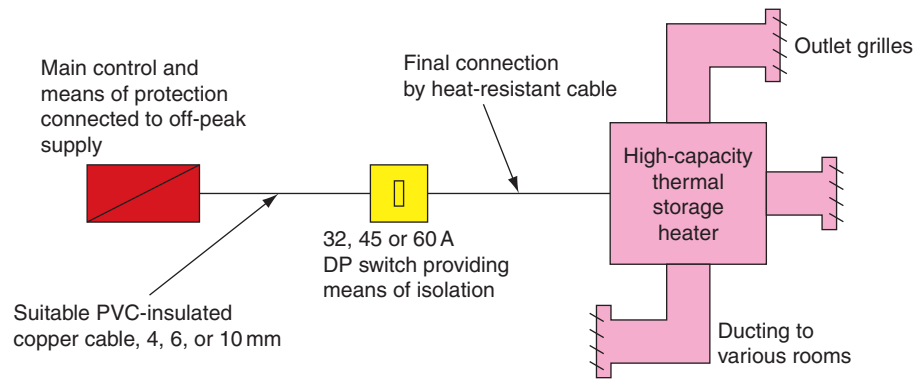 Main control and
means of protection
connected to off-peak
supply
Final connection
by heat-resistant cable
Outlet grilles
High-capacity
thermal
storage
heater
32, 45 or 60 A
DP switch providing
means of isolation
Suitable PVC-insulated
copper cable, 4, 6, or 10 mm
Ducting to
various rooms